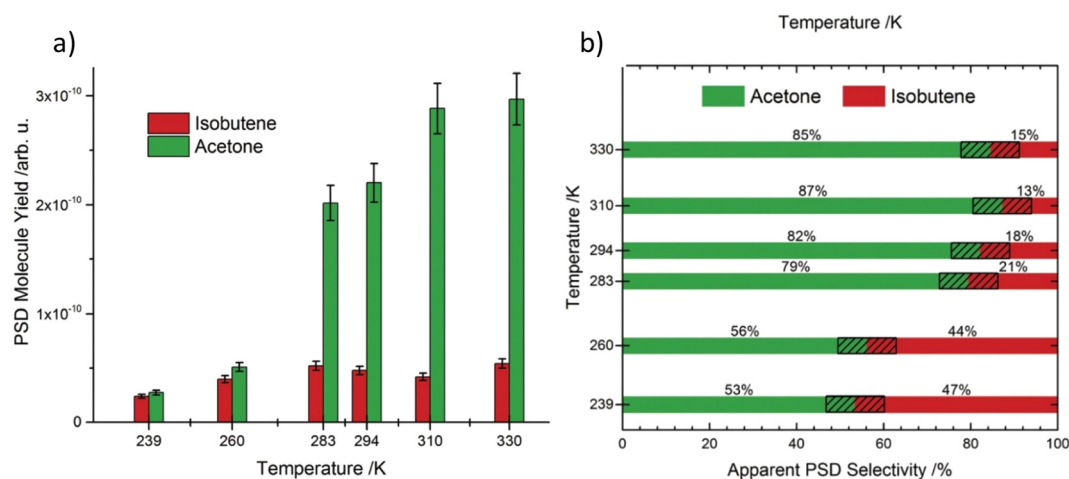 a)
PSD Molecule Yield /arb. u.
3x10⁻¹⁰
2x10⁻¹⁰
1x10⁻¹⁰
0
Isobutene
Acetone
239 260 283 294 310 330
Temperature /K
Temperature /K
b)
Acetone Isobutene
Temperature /K
330
85% 15%
310
87% 13%
294
82% 18%
283
79% 21%
260
56% 44%
239
53% 47%
0 20 40 60 80 100
Apparent PSD Selectivity /%